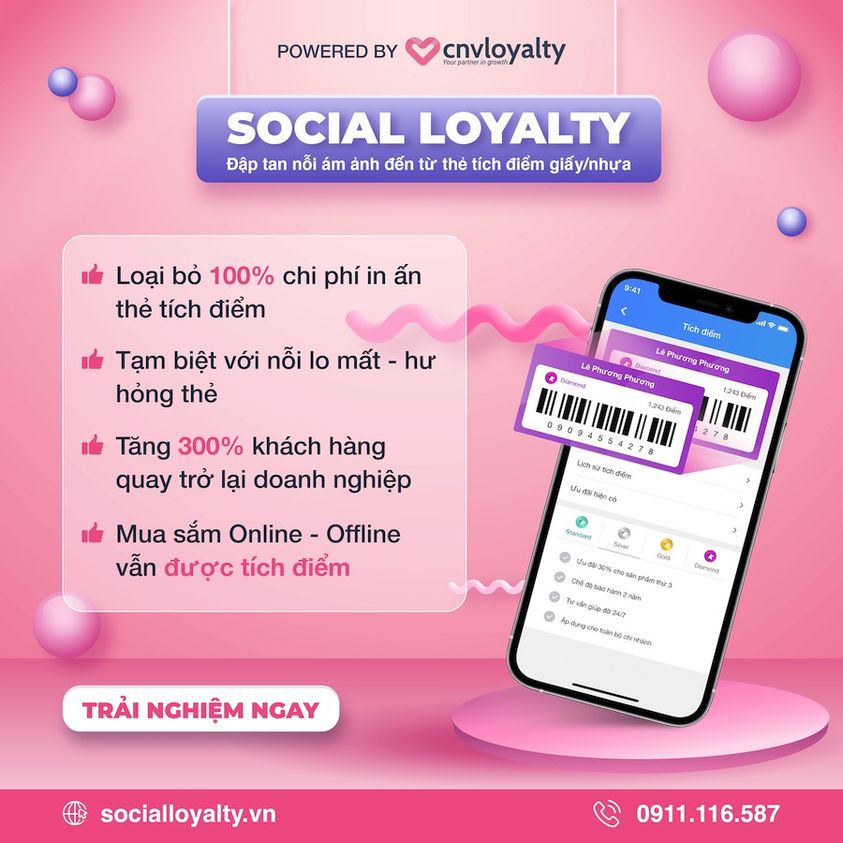 POWERED BY cnvloyalty
Your partner in growth
SOCIAL LOYALTY
Đập tan nỗi ám ảnh đến từ thẻ tích điểm giấy/nhựa
Loại bỏ 100% chi phí in ấn
thẻ tích điểm
Tạm biệt với nỗi lo mất - hư
hỏng thẻ
Tăng 300% khách hàng
quay trở lại doanh nghiệp
Mua sắm Online - Offline
vẫn được tích điểm
9:41
Tích điểm
Lê Phương Phương
Lê Phương Phương
Diamond
1,243 Điểm
Diamond
1,243 Điểm
09094554278
4278
Lịch sử tích điểm
Ưu đãi hiện có
Standard
Silver
Gold
Diamond
Ưu đãi 30% cho sản phẩm thứ 3
Chế độ bảo hành 2 năm
Tư vấn giúp đỡ 24/7
Áp dụng cho toàn bộ chi nhánh
TRẢI NGHIỆM NGAY
socialloyalty.vn
0911.116.587